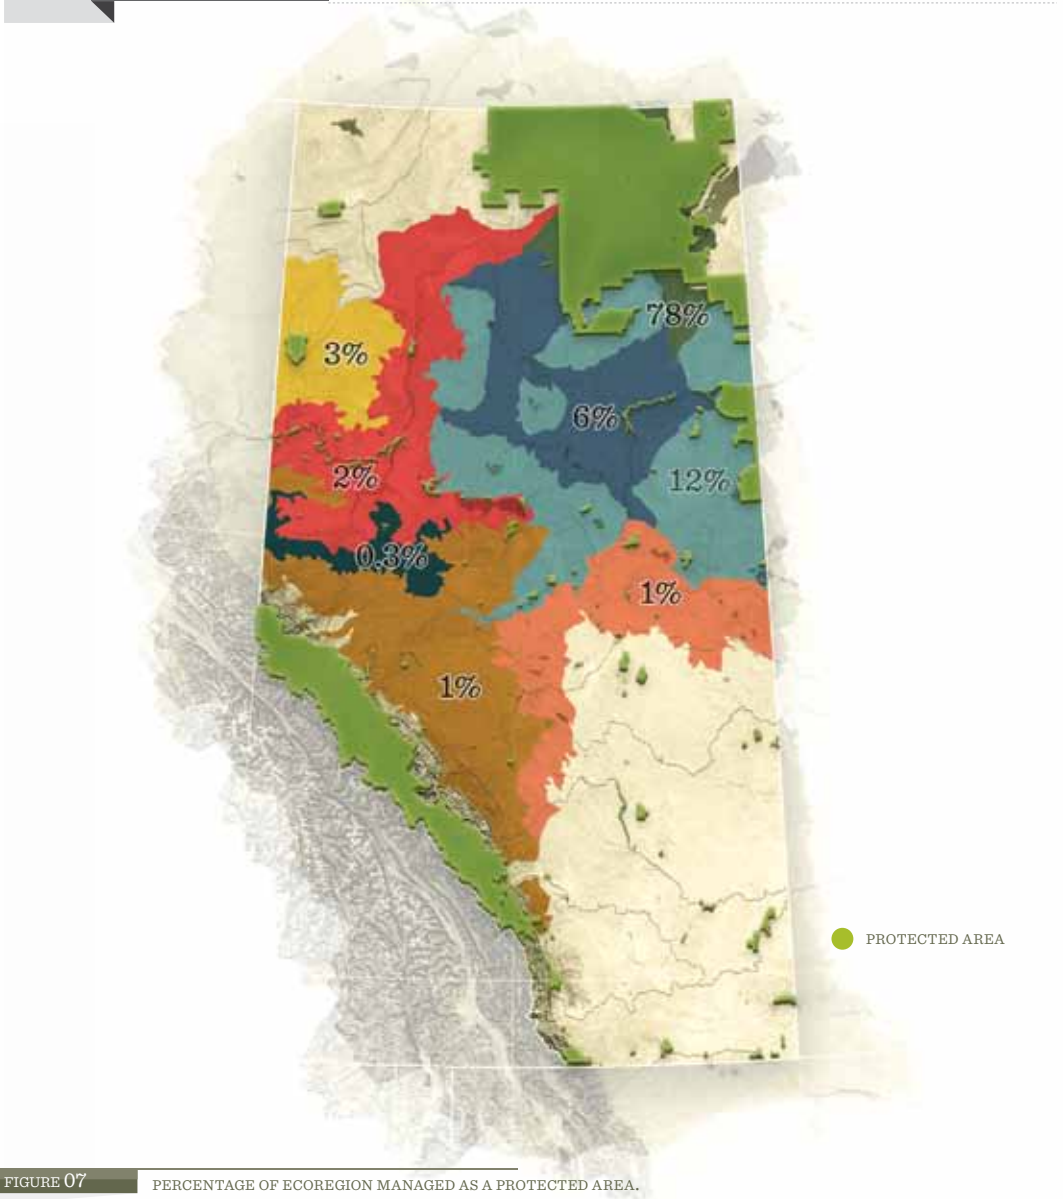 78%
3%
6%
2%
12%
0.3%
1%
1%
PROTECTED AREA
FIGURE 07
PERCENTAGE OF ECOREGION MANAGED AS A PROTECTED AREA.